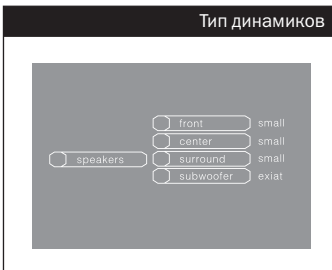 Тип динамиков
front small
center small
speakers surround small
subwoofer exiat